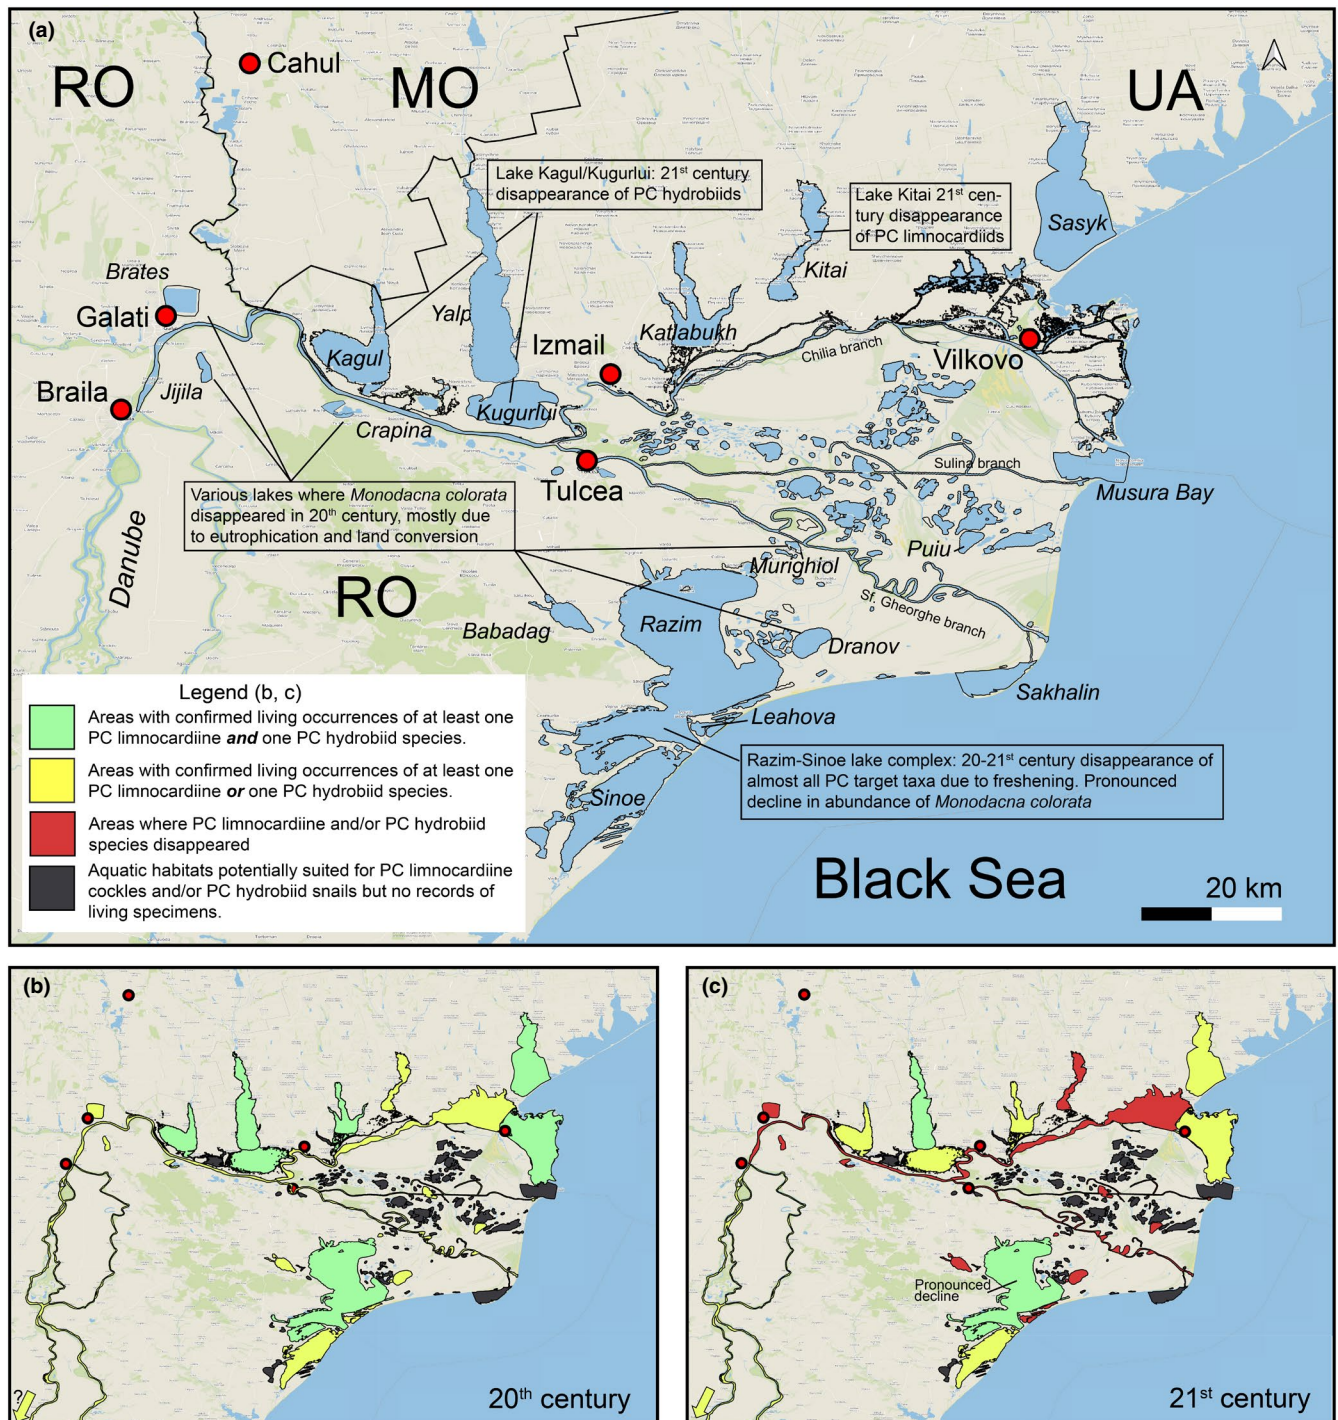 (a)
RO
Cahul
MO
UA
Lake Kagul/Kugurlui: 21st century
disappearance of PC hydrobiids
Lake Kitai 21st cen-
tury disappearance
of PC limnocardiids
Sasyk
Brates
Kitai
Galati
Yalp
Katlabukh
Izmail
Kagul
Chilia branch
Vilkovo
Braila
Jijila
Kugurlui
Crapina
Sulina branch
Tulcea
Musura Bay
Various lakes where Monodacna colorata
disappeared in 20th century, mostly due
to eutrophication and land conversion
Danube
Puiu
Murighiol
RO
Sf. Gheorghe branch
Babadag
Razim
Dranov
Sakhalin
Leahova
Legend (b, c)
Areas with confirmed living occurrences of at least one
PC limnocardiine and one PC hydrobiid species.
Areas with confirmed living occurrences of at least one
PC limnocardiine or one PC hydrobiid species.
Areas where PC limnocardiine and/or PC hydrobiid
species disappeared
Aquatic habitats potentially suited for PC limnocardiine
cockles and/or PC hydrobiid snails but no records of
living specimens.
Razim-Sinoe lake complex: 20-21st century disappearance of
almost all PC target taxa due to freshening. Pronounced
decline in abundance of Monodacna colorata
Sinoe
Black Sea
20 km
(b)
?
20th century
(c)
Pronounced
decline
21st century